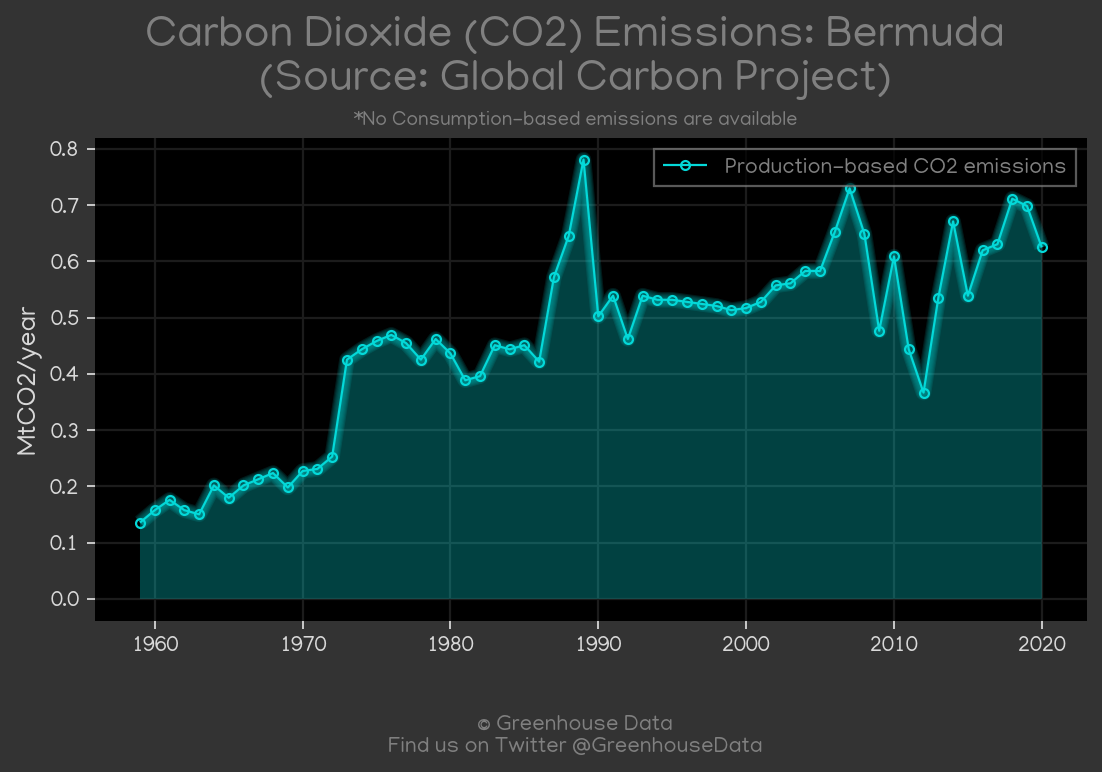 Carbon Dioxide (CO2) Emissions: Bermuda
(Source: Global Carbon Project)
*No Consumption-based emissions are available
Production-based CO2 emissions
MtCO2/year
0.8
0.7
0.6
0.5
0.4
0.3
0.2
0.1
0.0
1960 1970 1980 1990 2000 2010 2020
© Greenhouse Data
Find us on Twitter @GreenhouseData